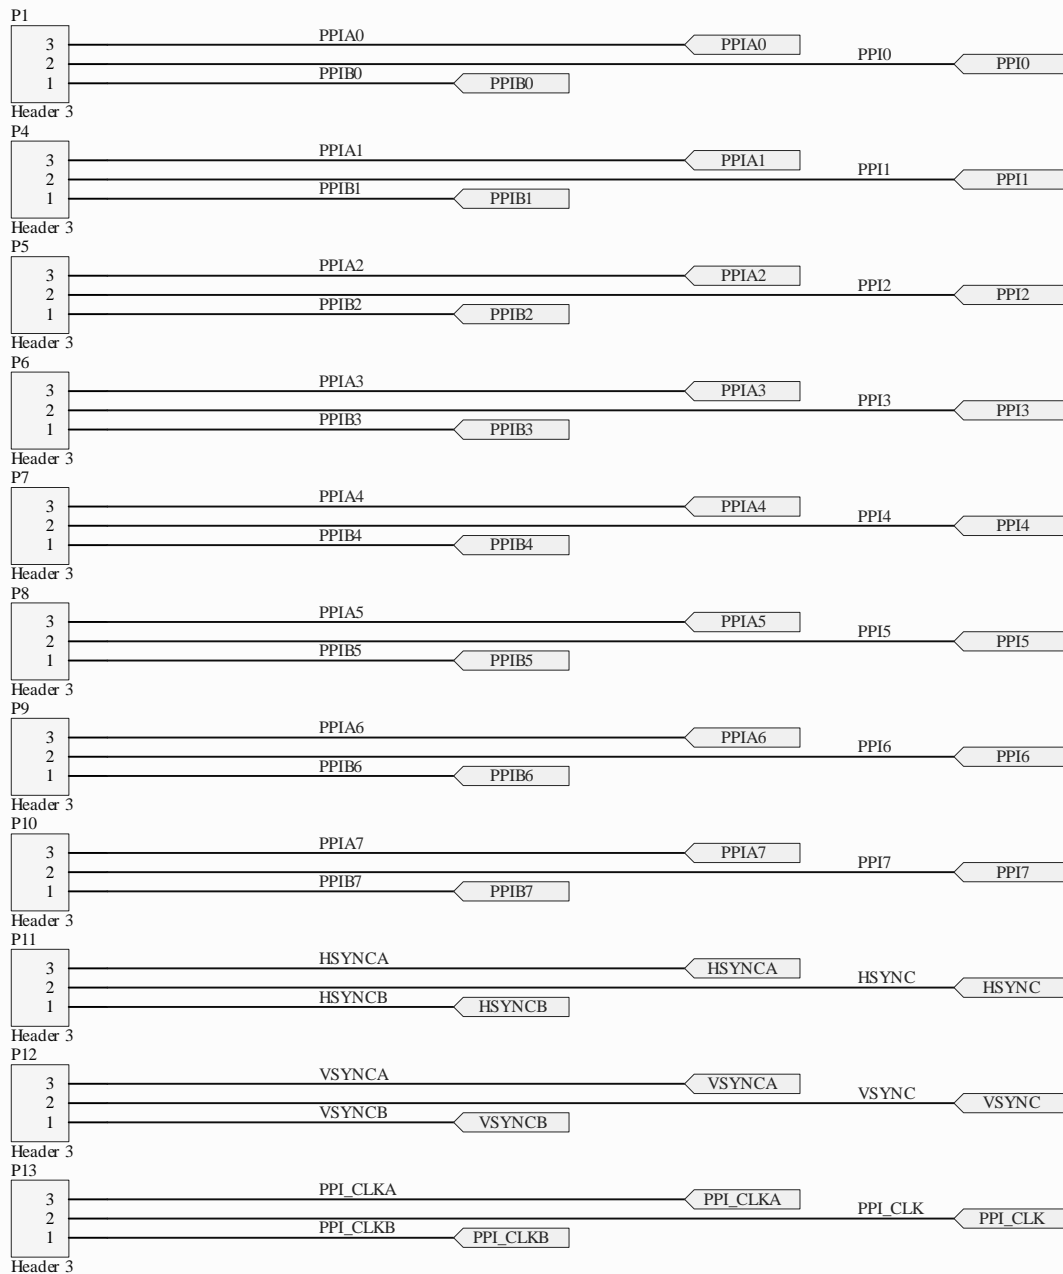 P1
PPIA0
3 PPIA0
PPI0
2 PPI0
PPIB0
1 PPIB0
Header 3
P4
PPIA1
3 PPIA1
PPI1
2 PPI1
PPIB1
1 PPIB1
Header 3
P5
PPIA2
3 PPIA2
PPI2
2 PPI2
PPIB2
1 PPIB2
Header 3
P6
PPIA3
3 PPIA3
PPI3
2 PPI3
PPIB3
1 PPIB3
Header 3
P7
PPIA4
3 PPIA4
PPI4
2 PPI4
PPIB4
1 PPIB4
Header 3
P8
PPIA5
3 PPIA5
PPI5
2 PPI5
PPIB5
1 PPIB5
Header 3
P9
PPIA6
3 PPIA6
PPI6
2 PPI6
PPIB6
1 PPIB6
Header 3
P10
PPIA7
3 PPIA7
PPI7
2 PPI7
PPIB7
1 PPIB7
Header 3
P11
HSYNCA
3 HSYNCA
HSYNC
2 HSYNC
HSYNCB
1 HSYNCB
Header 3
P12
VSYNCA
3 VSYNCA
VSYNC
2 VSYNC
VSYNCB
1 VSYNCB
Header 3
P13
PPI_CLKA
3 PPI_CLKA
PPI_CLK
2 PPI_CLK
PPI_CLKB
1 PPI_CLKB
Header 3